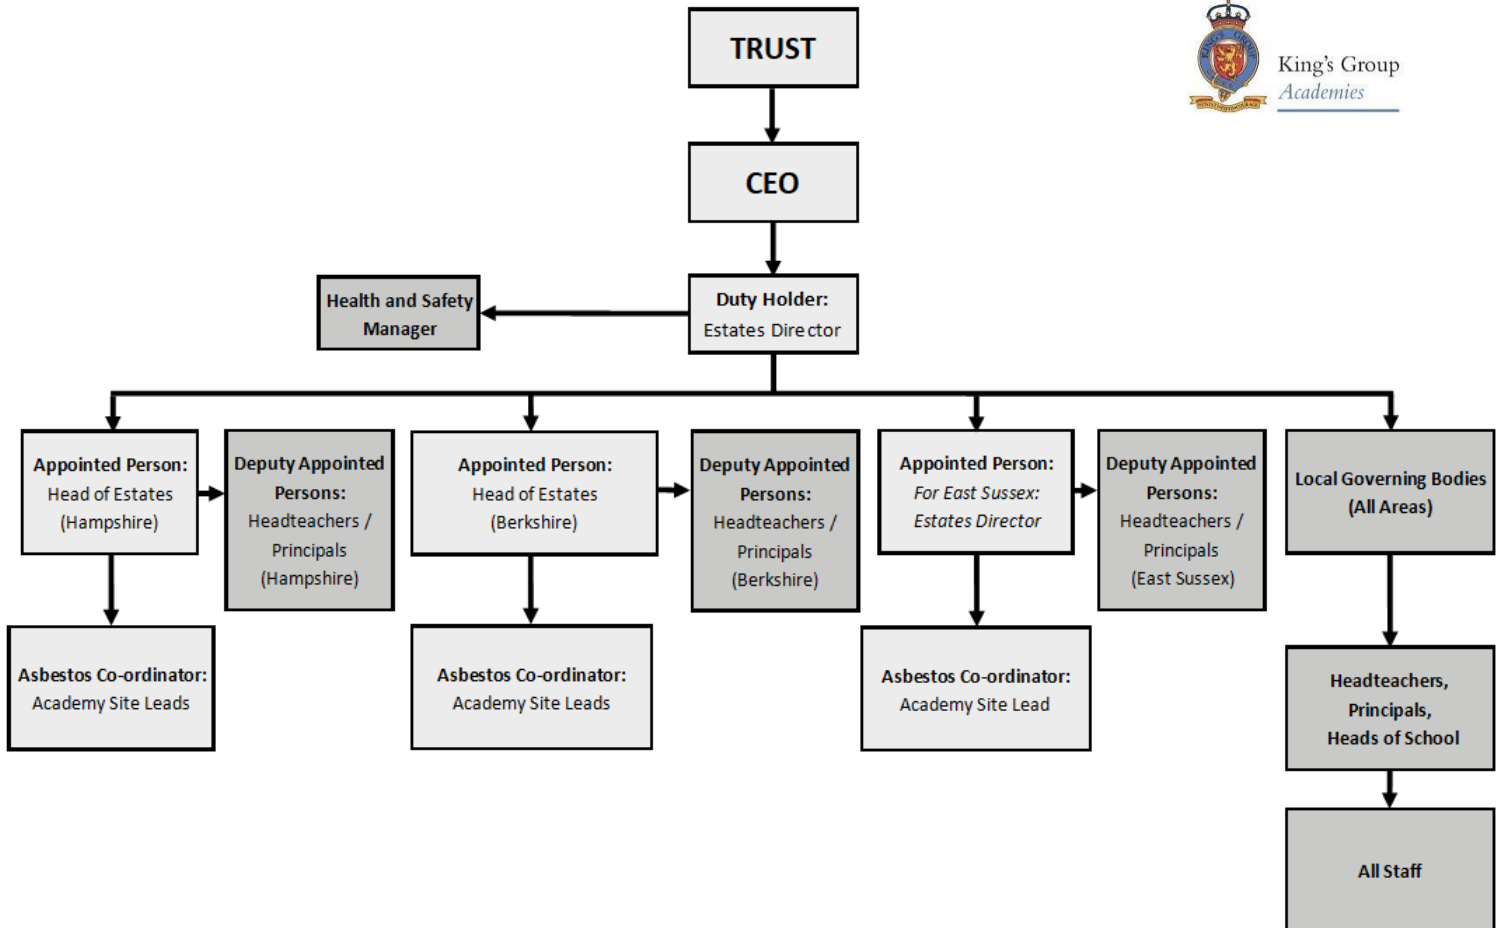 TRUST
King's Group
Academies
CEO
Health and Safety
Manager
Duty Holder:
Estates Director
Appointed Person:
Head of Estates
(Hampshire)
Deputy Appointed
Persons:
Headteachers /
Principals
(Hampshire)
Appointed Person:
Head of Estates
(Berkshire)
Deputy Appointed
Persons:
Headteachers /
Principals
(Berkshire)
Appointed Person:
For East Sussex:
Estates Director
Deputy Appointed
Persons:
Headteachers /
Principals
(East Sussex)
Local Governing Bodies
(All Areas)
Asbestos Co-ordinator:
Academy Site Leads
Asbestos Co-ordinator:
Academy Site Leads
Asbestos Co-ordinator:
Academy Site Lead
Headteachers,
Principals,
Heads of School
All Staff